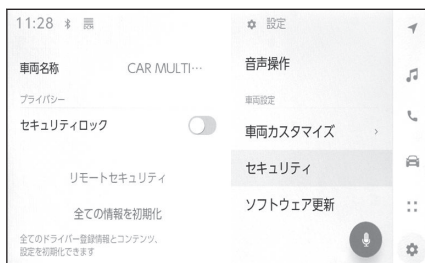 11:28
車両名称 CAR MULTI…
プライバシー
セキュリティロック
リモートセキュリティ
全ての情報を初期化
全てのドライバー登録情報とコンテンツ、
設定を初期化できます
設定
音声操作
車両設定
車両カスタマイズ
セキュリティ
ソフトウェア更新